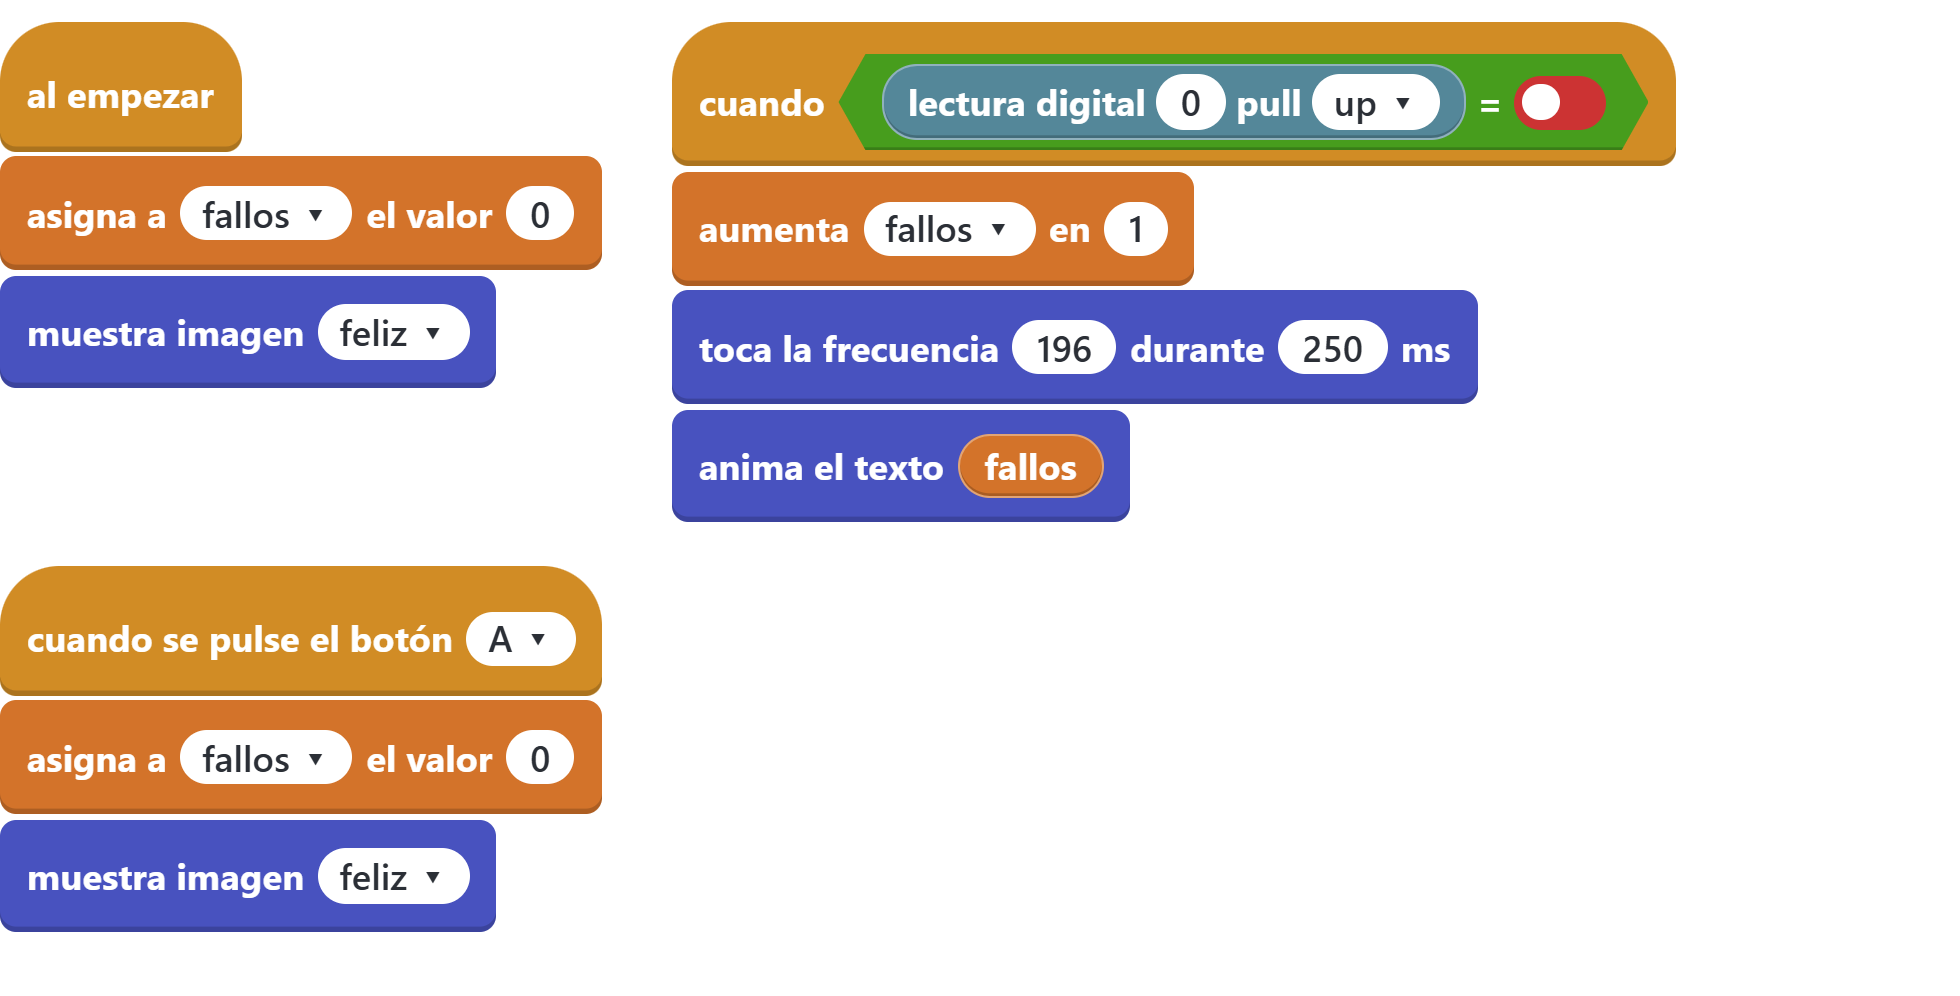 al empezar
asigna a fallos ▼ el valor 0
muestra imagen feliz ▼
cuando lectura digital 0 pull up ▼ =
aumenta fallos ▼ en 1
toca la frecuencia 196 durante 250 ms
anima el texto fallos
cuando se pulse el botón A ▼
asigna a fallos ▼ el valor 0
muestra imagen feliz ▼